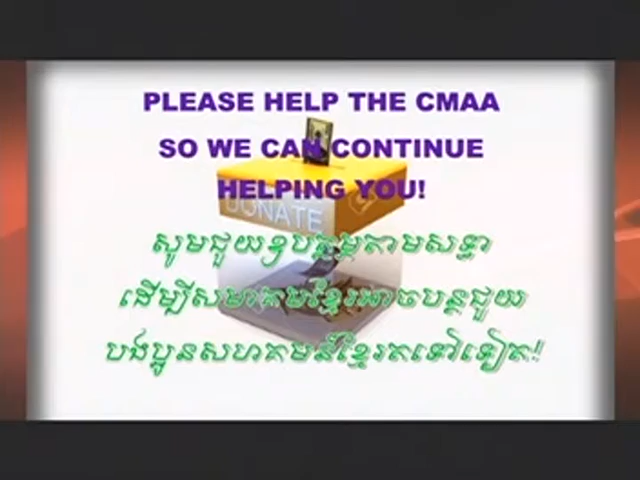 PLEASE HELP THE CMAA
SO WE CAN CONTINUE
HELPING YOU!
DONATE
សូមជួយឧបត្ថម្ភតាមសទ្ធា
ដើម្បីសមាគមខ្មែរអាចបន្តជួយ
បងប្អូនសហគមន៍ខ្មែរតទៅទៀត!